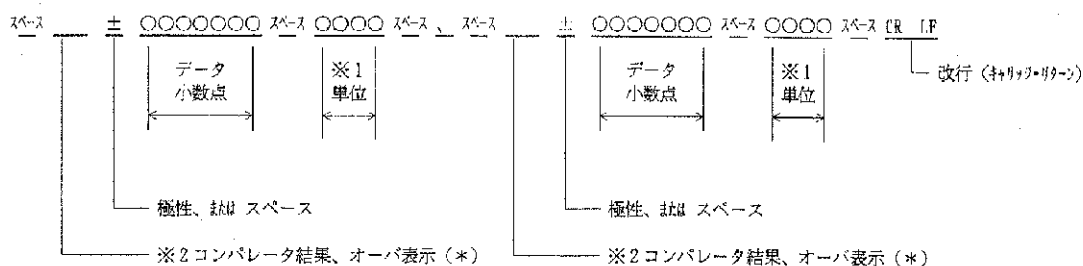 スペース ± ○○○○○○○ スペース ○○○○ スペース 、 スペース ± ○○○○○○○ スペース ○○○○ スペース CR LF
データ ※1 データ ※1 改行 (キャリッジ・リターン)
小数点 単位 小数点 単位
極性、または スペース 極性、または スペース
※2コンパレータ結果、オーバ表示 (*) ※2コンパレータ結果、オーバ表示 (*)